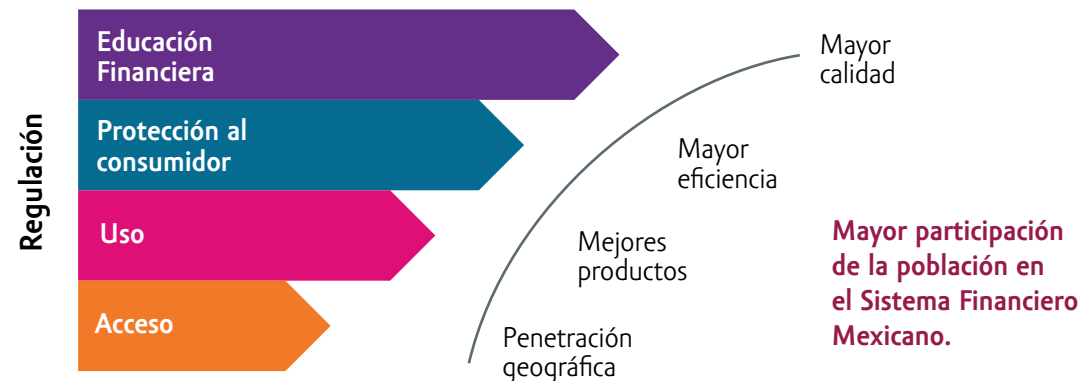 Regulación
Educación
Financiera
Protección al
consumidor
Uso
Acceso
Mayor
calidad
Mayor
eficiencia
Mejores
productos
Penetración
geográfica
Mayor participación
de la población en
el Sistema Financiero
Mexicano.